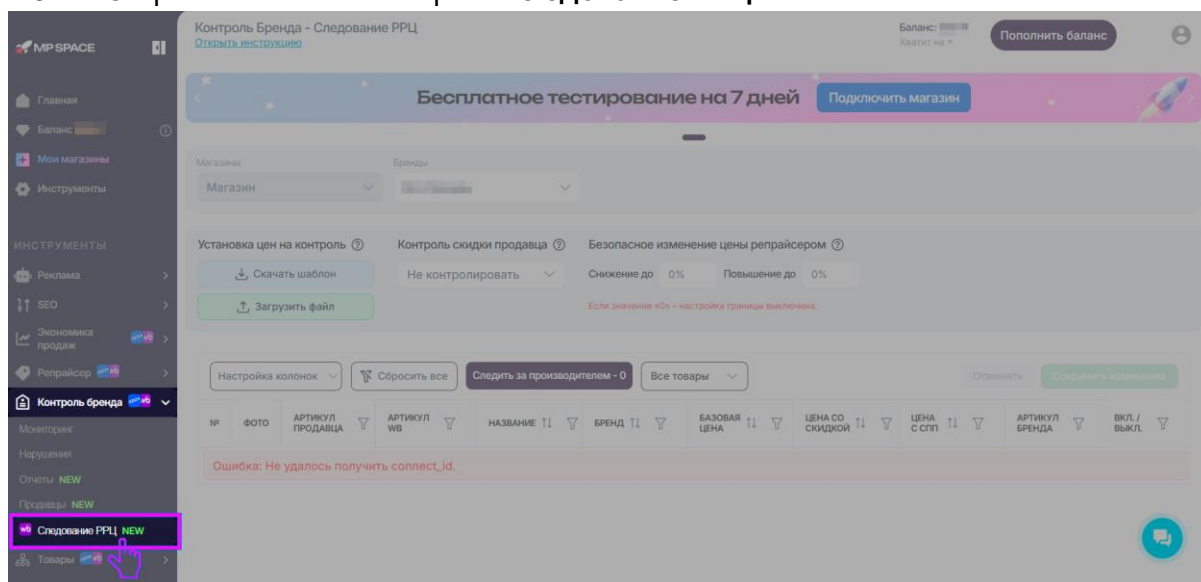 MP SPACE
Главная
Баланс
Мои магазины
Инструменты
ИНСТРУМЕНТЫ
Реклама
SEO
Экономика
продаж
Репрайсер
Контроль бренда
Мониторинг
Нарушения
Отчеты NEW
Продавцы NEW
wb Следование РРЦ NEW
Товары
Контроль Бренда - Следование РРЦ
Открыть инструкцию
Баланс:
Хватит на ~
Пополнить баланс
Бесплатное тестирование на 7 дней
Подключить магазин
Магазины
Бренды
Магазин
Установка цен на контроль
Контроль скидки продавца
Безопасное изменение цены репрайсером
Скачать шаблон
Не контролировать
Снижение до 0% Повышение до 0%
Загрузить файл
Если значение «0» - настройка границы выключена.
Настройка колонок
Сбросить все
Следить за производителем - 0
Все товары
Отменить
Сохранить изменения
№
ФОТО
АРТИКУЛ
ПРОДАВЦА
АРТИКУЛ
WB
НАЗВАНИЕ
БРЕНД
БАЗОВАЯ
ЦЕНА
ЦЕНА СО
СКИДКОЙ
ЦЕНА
С СПП
АРТИКУЛ
БРЕНДА
ВКЛ. /
ВЫКЛ.
Ошибка: Не удалось получить connect_id.